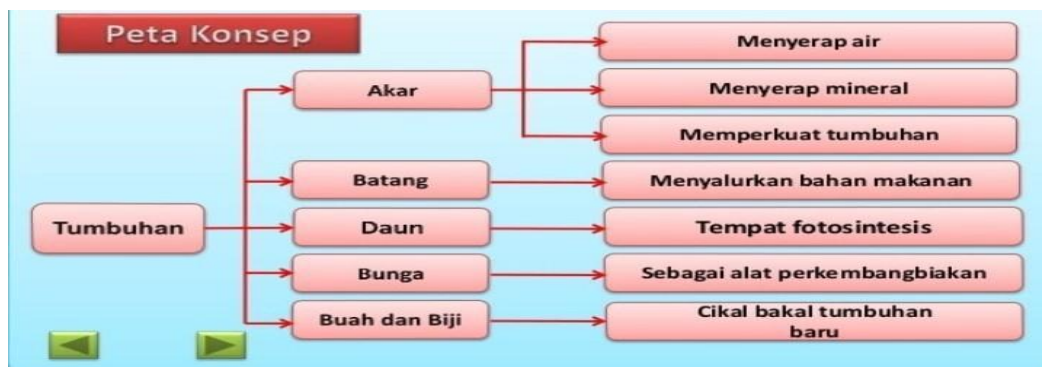 Peta Konsep
Tumbuhan
Akar
Menyerap air
Menyerap mineral
Memperkuat tumbuhan
Batang
Menyalurkan bahan makanan
Daun
Tempat fotosintesis
Bunga
Sebagai alat perkembangbiakan
Buah dan Biji
Cikal bakal tumbuhan
baru